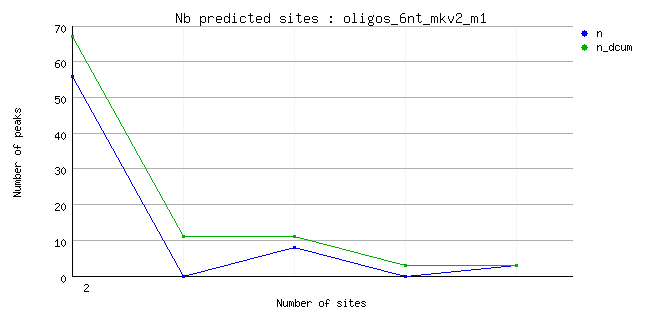 Nb predicted sites : oligos_6nt_mkv2_m1
n
n_dcum
Number of peaks
70
60
50
40
30
20
10
0
2
Number of sites